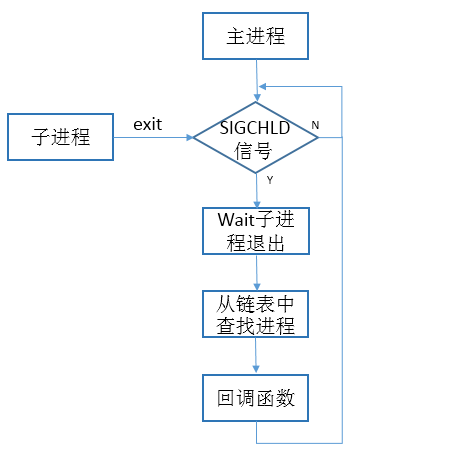 主进程
exit
子进程
SIGCHLD
信号
N
Y
Wait子进
程退出
从链表中
查找进程
回调函数